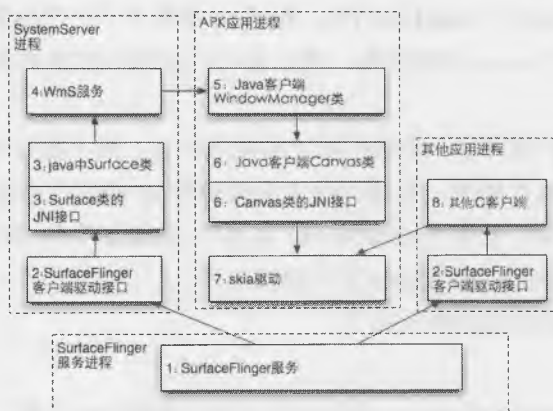 SystemServer
进程
4:WmS服务
3: java中Surface类
3: Surface类的
JNI接口
2:SurfaceFlinger
客户端驱动接口
APK应用进程
5：Java客户端
WindowManager类
6：Java客户端Canvas类
6：Canvas类的JNI接口
7: skia驱动
其他应用进程
8: 其他C客户端
2:SurfaceFlinger
客户端驱动接口
SurfaceFlinger
服务进程
1: SurfaceFlinger服务